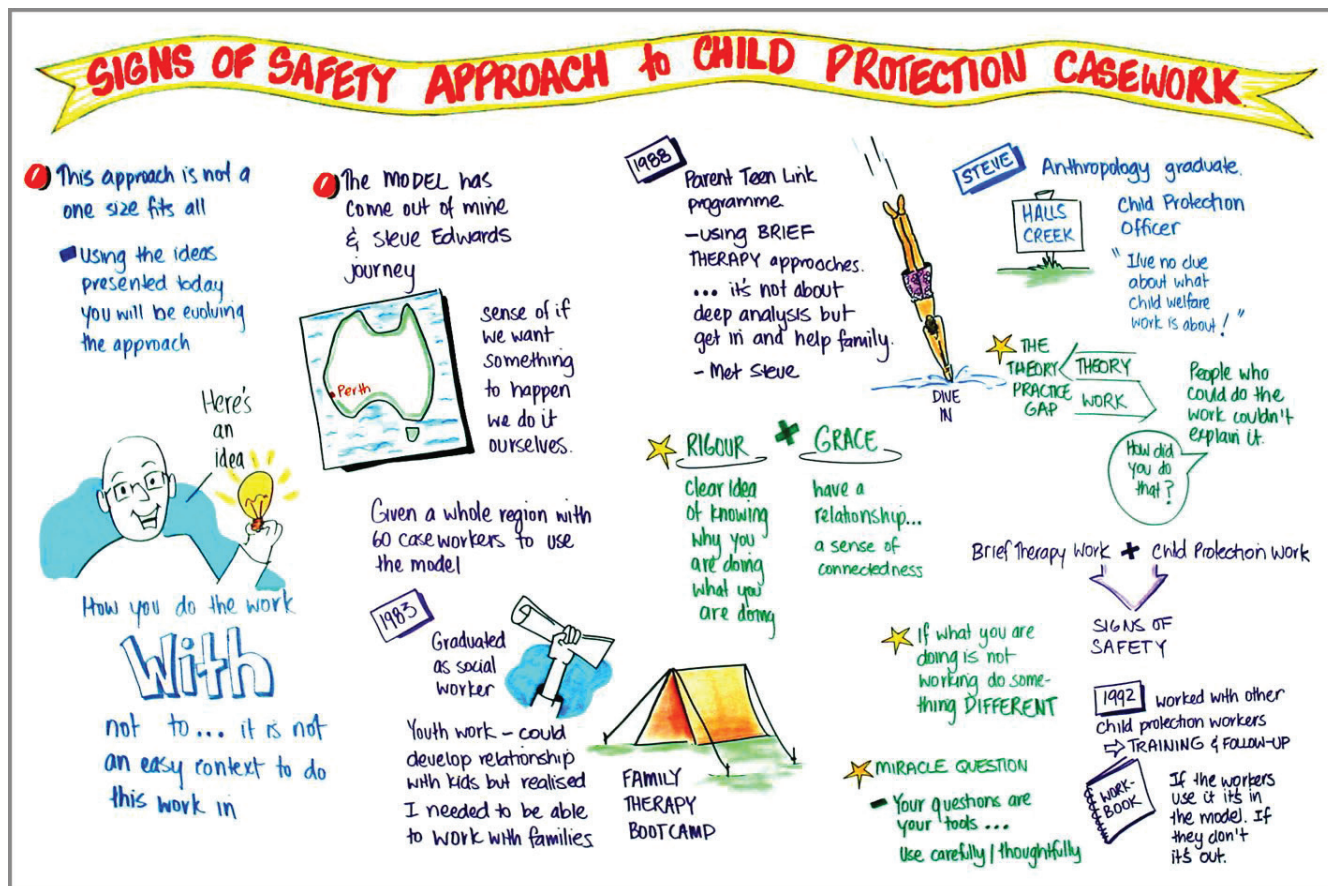 SIGNS OF SAFETY APPROACH to CHILD PROTECTION CASEWORK
This approach is not a
one size fits all
Using the ideas
presented today
you will be evolving
the approach
Here's
an
idea
How you do the work
With
not to... it is not
an easy context to do
this work in
The MODEL has
come out of mine
& Steve Edwards
journey
Perth
sense of if
we want
something
to happen
we do it
ourselves.
Given a whole region with
60 case workers to use
the model
1983
Graduated
as social
worker
Youth work - could
develop relationship
with kids but realised
I needed to be able
to work with families
FAMILY
THERAPY
BOOTCAMP
1988
Parent Teen Link
programme
-using BRIEF
THERAPY approaches.
... it's not about
deep analysis but
get in and help family.
- Met Steve
DIVE
IN
RIGOUR + GRACE
clear idea
of knowing
why you
are doing
what you
are doing
have a
relationship...
a sense of
connectedness
STEVE
Anthropology graduate.
HALLS
CREEK
Child Protection
Officer
"I've no clue
about what
child welfare
work is about!"
THE
THEORY
PRACTICE
GAP
THEORY
WORK
People who
could do the
work couldn't
explain it.
How did
you do
that?
Brief Therapy Work + Child Protection Work
SIGNS OF
SAFETY
If what you are
doing is not
working do some-
thing DIFFERENT
MIRACLE QUESTION
Your questions are
your tools...
Use carefully/thoughtfully
1992 worked with other
child protection workers
⇨ TRAINING & FOLLOW-UP
WORK-
BOOK
If the workers
use it it's in
the model. If
they don't
it's out.